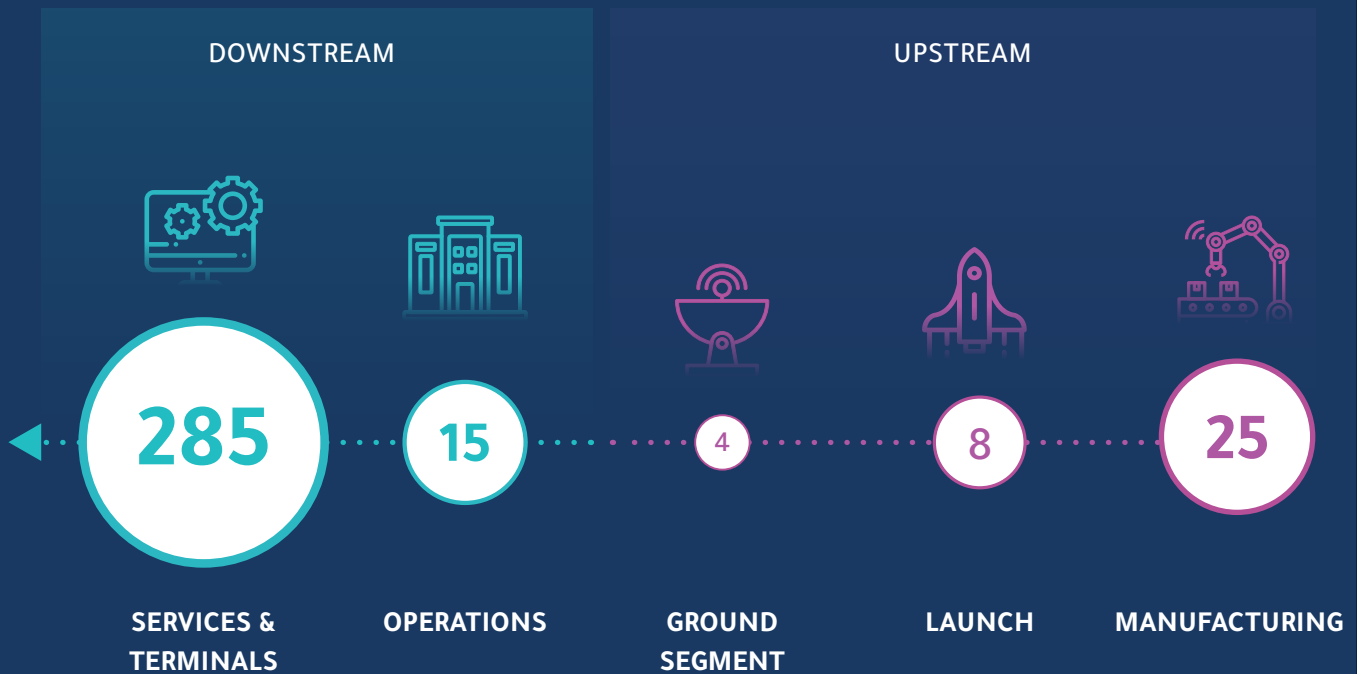 DOWNSTREAM
UPSTREAM
285
15
4
8
25
SERVICES &
TERMINALS
OPERATIONS
GROUND
SEGMENT
LAUNCH
MANUFACTURING